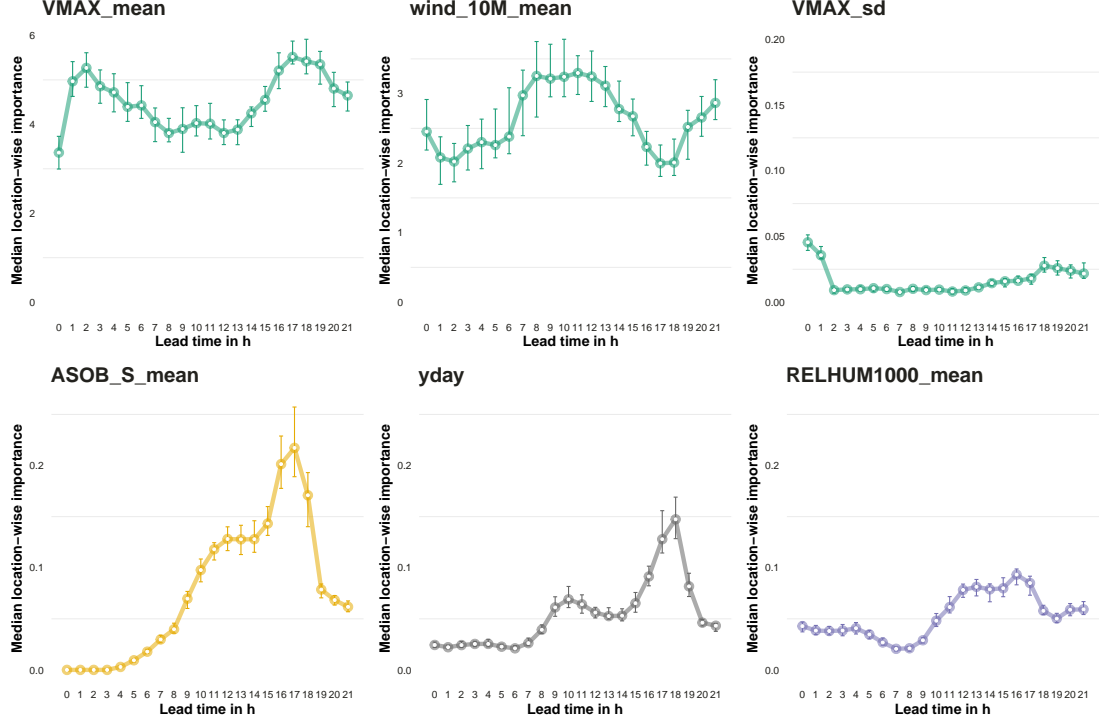 VMAX_mean
Median location−wise importance
6
4
2
0
0 1 2 3 4 5 6 7 8 9 10 11 12 13 14 15 16 17 18 19 20 21
Lead time in h
wind_10M_mean
Median location−wise importance
3
2
1
0
0 1 2 3 4 5 6 7 8 9 10 11 12 13 14 15 16 17 18 19 20 21
Lead time in h
VMAX_sd
Median location−wise importance
0.20
0.15
0.10
0.05
0.00
0 1 2 3 4 5 6 7 8 9 10 11 12 13 14 15 16 17 18 19 20 21
Lead time in h
ASOB_S_mean
Median location−wise importance
0.2
0.1
0.0
0 1 2 3 4 5 6 7 8 9 10 11 12 13 14 15 16 17 18 19 20 21
Lead time in h
yday
Median location−wise importance
0.2
0.1
0.0
0 1 2 3 4 5 6 7 8 9 10 11 12 13 14 15 16 17 18 19 20 21
Lead time in h
RELHUM1000_mean
Median location−wise importance
0.2
0.1
0.0
0 1 2 3 4 5 6 7 8 9 10 11 12 13 14 15 16 17 18 19 20 21
Lead time in h